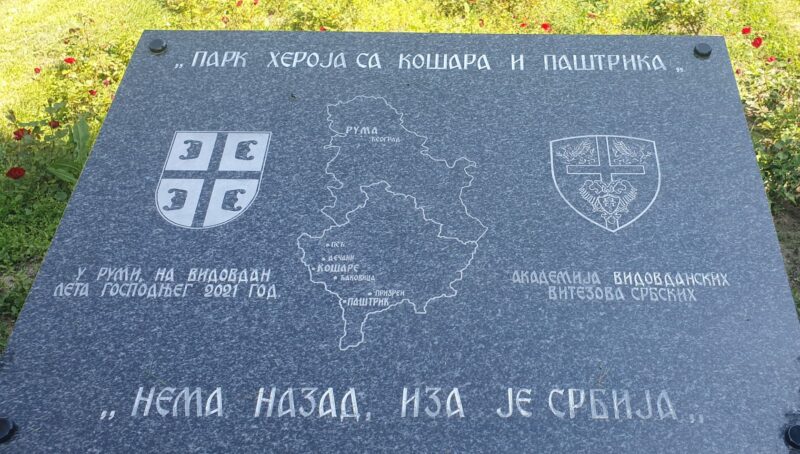 „ ПАРК ХЕРОЈА СА КОШАРА И ПАШТРИКА „
РУМА
БЕОГРАД
ПЕЋ
ДЕЧАНИ
КОШАРЕ
ЂАКОВИЦА
ПРИЗРЕН
ПАШТРИК
У РУМИ, НА ВИДОВДАН
ЛЕТА ГОСПОДЊЕГ 2021 ГОД.
АКАДЕМИЈА ВИДОВДАНСКИХ
ВИТЕЗОВА СРБСКИХ
„ НЕМА НАЗАД, ИЗА ЈЕ СРБИЈА „